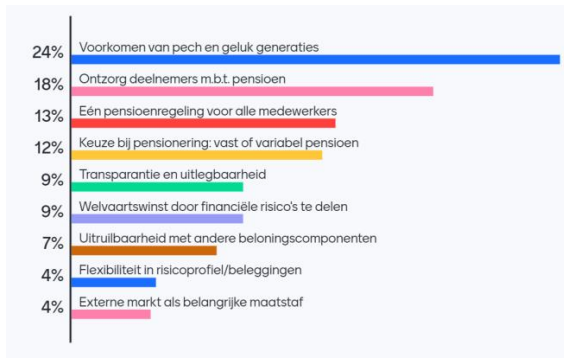 24% Voorkomen van pech en geluk generaties
18% Ontzorg deelnemers m.b.t. pensioen
13% Eén pensioenregeling voor alle medewerkers
12% Keuze bij pensionering: vast of variabel pensioen
9% Transparantie en uitlegbaarheid
9% Welvaartswinst door financiële risico's te delen
7% Uitruilbaarheid met andere beloningscomponenten
4% Flexibiliteit in risicoprofiel/beleggingen
4% Externe markt als belangrijke maatstaf